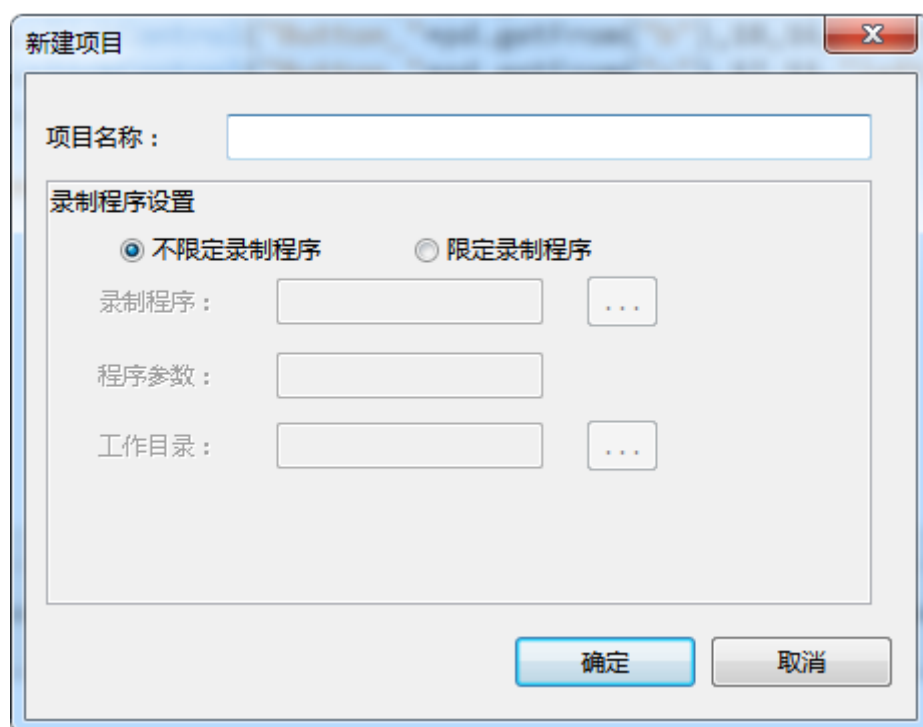 新建项目
项目名称：
录制程序设置
不限定录制程序 限定录制程序
录制程序： ...
程序参数：
工作目录： ...
确定 取消